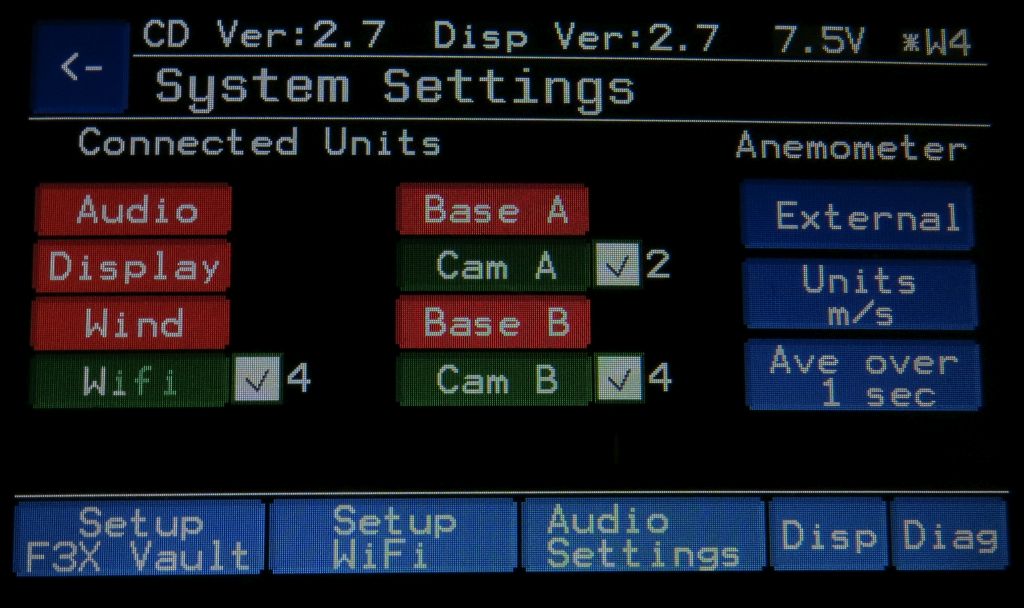 <- CD Ver:2.7 Disp Ver:2.7 7.5V *W4
System Settings
Connected Units Anemometer
Audio Base A External
Display Cam A 2
Units
m/s
Wind Base B
Ave over
1 sec
Wifi 4 Cam B 4
Setup
F3X Vault
Setup
WiFi
Audio
Settings
Disp
Diag